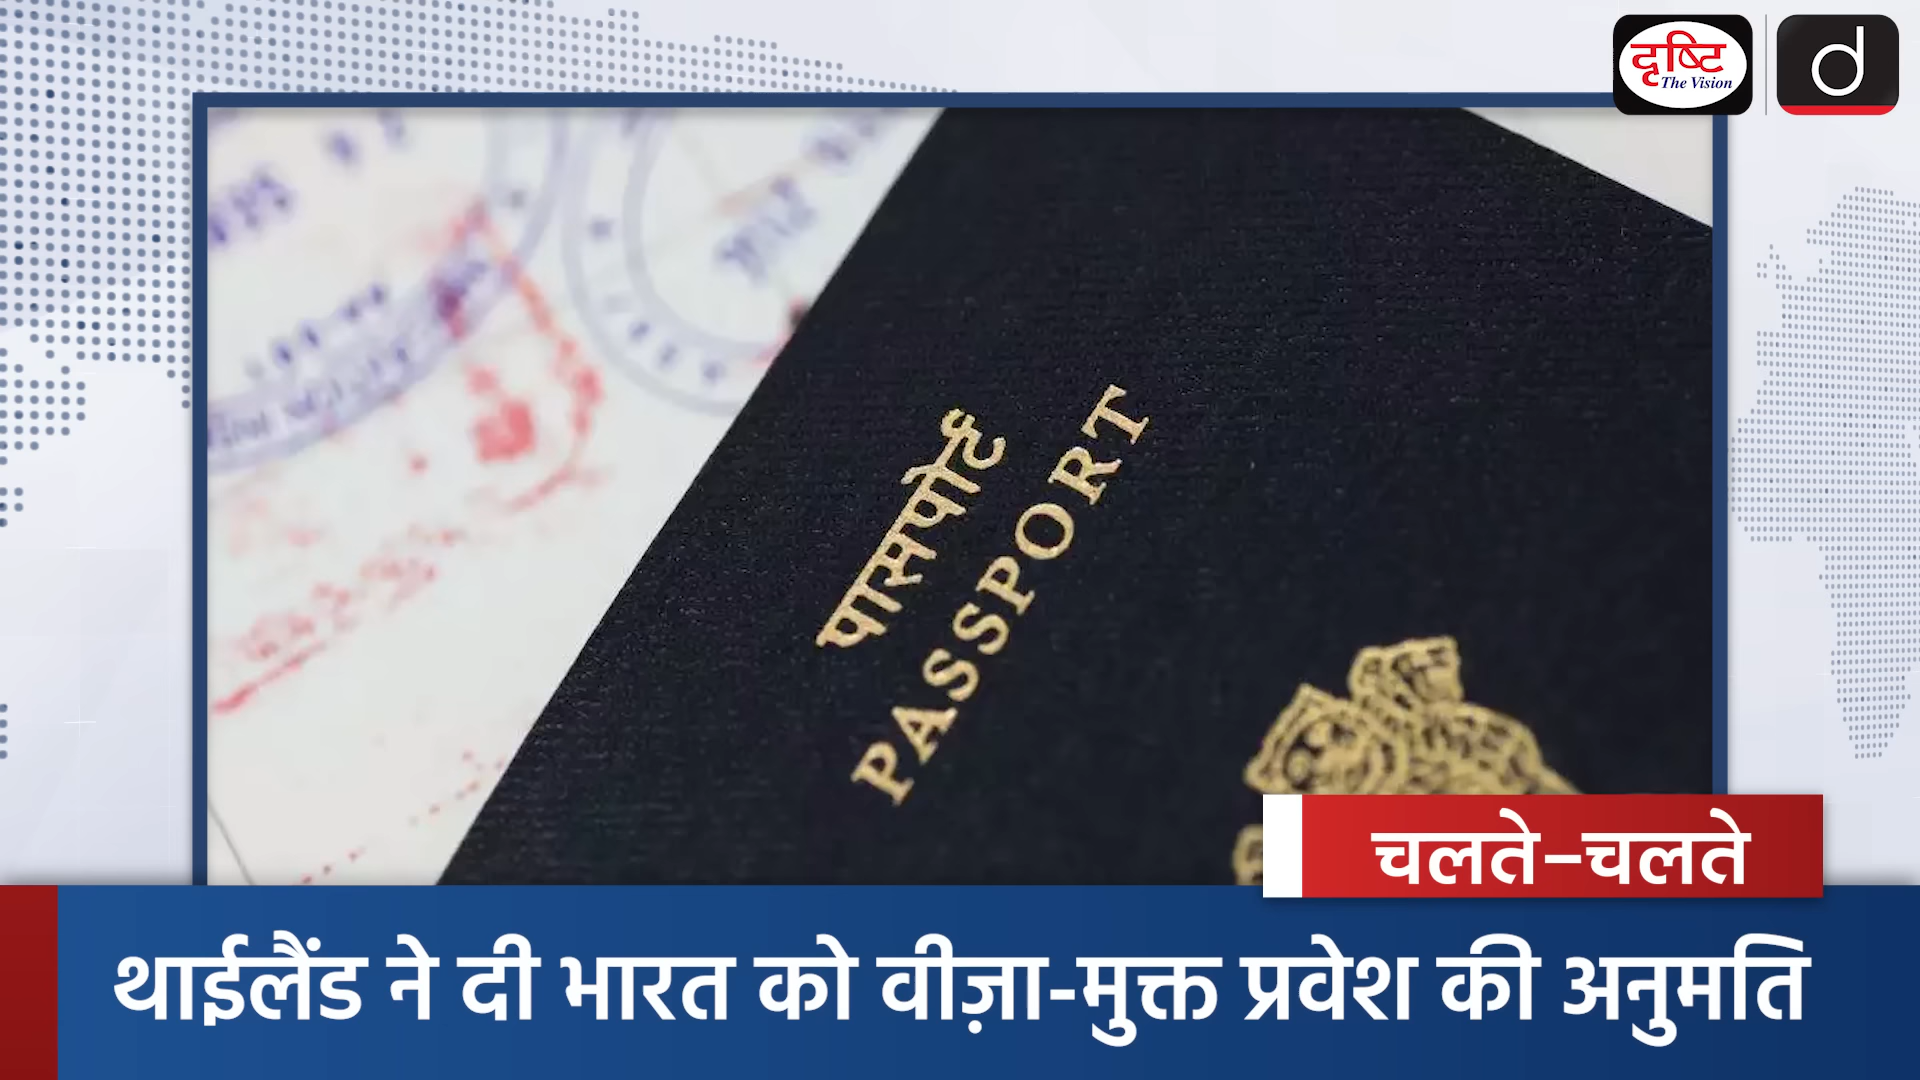 दृष्टि
The Vision
d
पासपोर्ट
PASSPORT
चलते–चलते
थाईलैंड ने दी भारत को वीज़ा-मुक्त प्रवेश की अनुमति